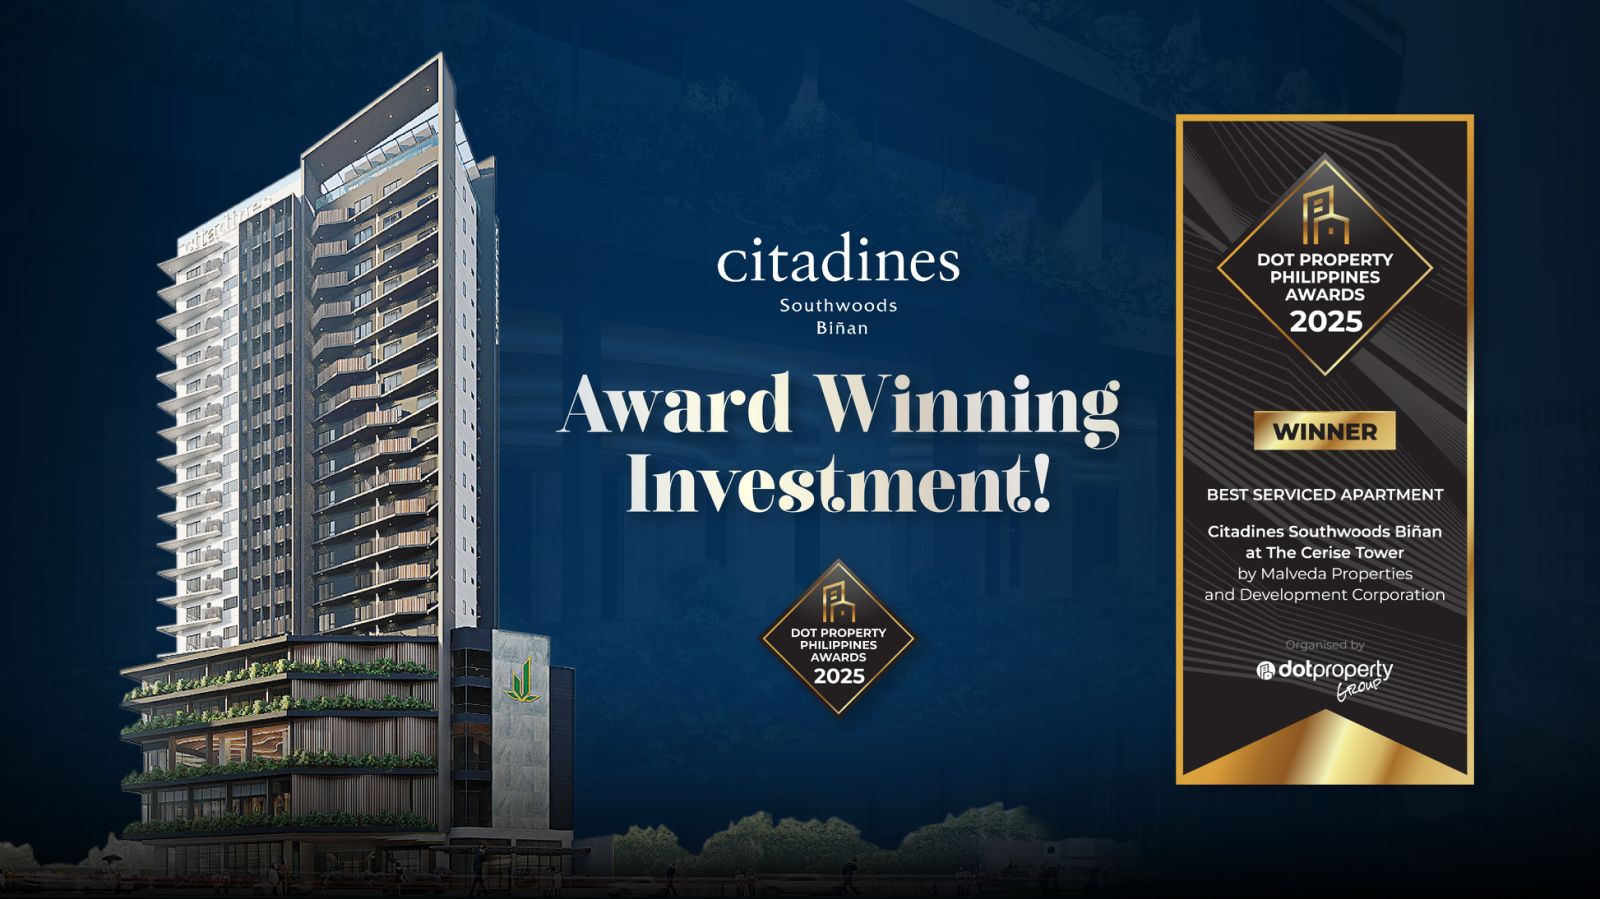 citadines
citadines
Southwoods
Biñan
Award Winning
Investment!
DOT PROPERTY
PHILIPPINES
AWARDS
2025
DOT PROPERTY
PHILIPPINES
AWARDS
2025
WINNER
BEST SERVICED APARTMENT
Citadines Southwoods Biñan
at The Cerise Tower
by Malveda Properties
and Development Corporation
Organised by
dotproperty
GROUP